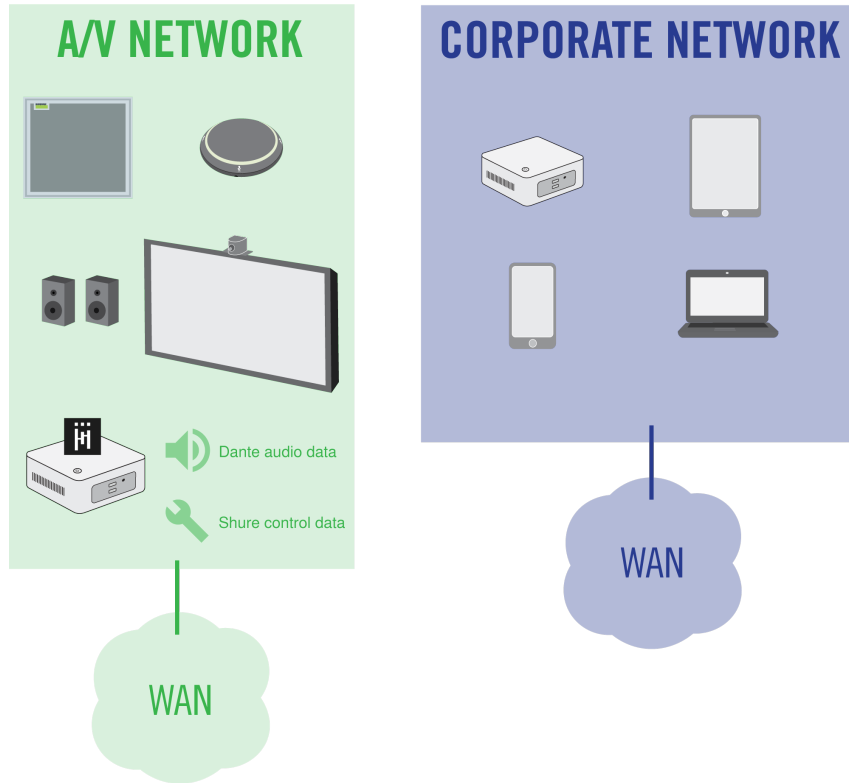 A/V NETWORK
CORPORATE NETWORK
Dante audio data
Shure control data
WAN
WAN